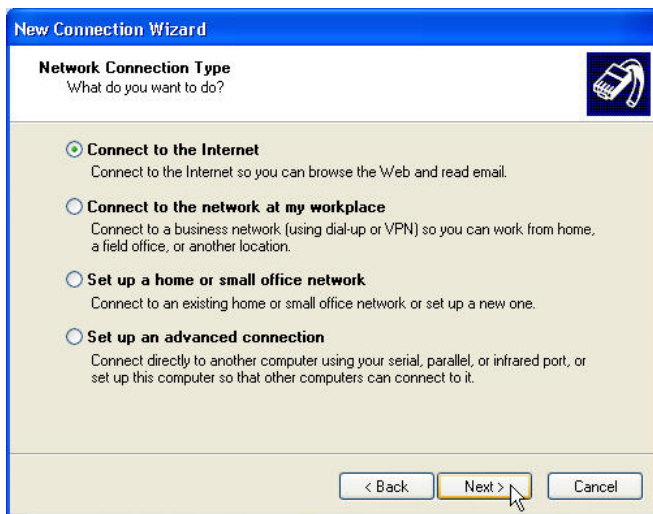 New Connection Wizard
Network Connection Type
What do you want to do?
Connect to the Internet
Connect to the Internet so you can browse the Web and read email.
Connect to the network at my workplace
Connect to a business network (using dial-up or VPN) so you can work from home,
a field office, or another location.
Set up a home or small office network
Connect to an existing home or small office network or set up a new one.
Set up an advanced connection
Connect directly to another computer using your serial, parallel, or infrared port, or
set up this computer so that other computers can connect to it.
< Back Next > Cancel